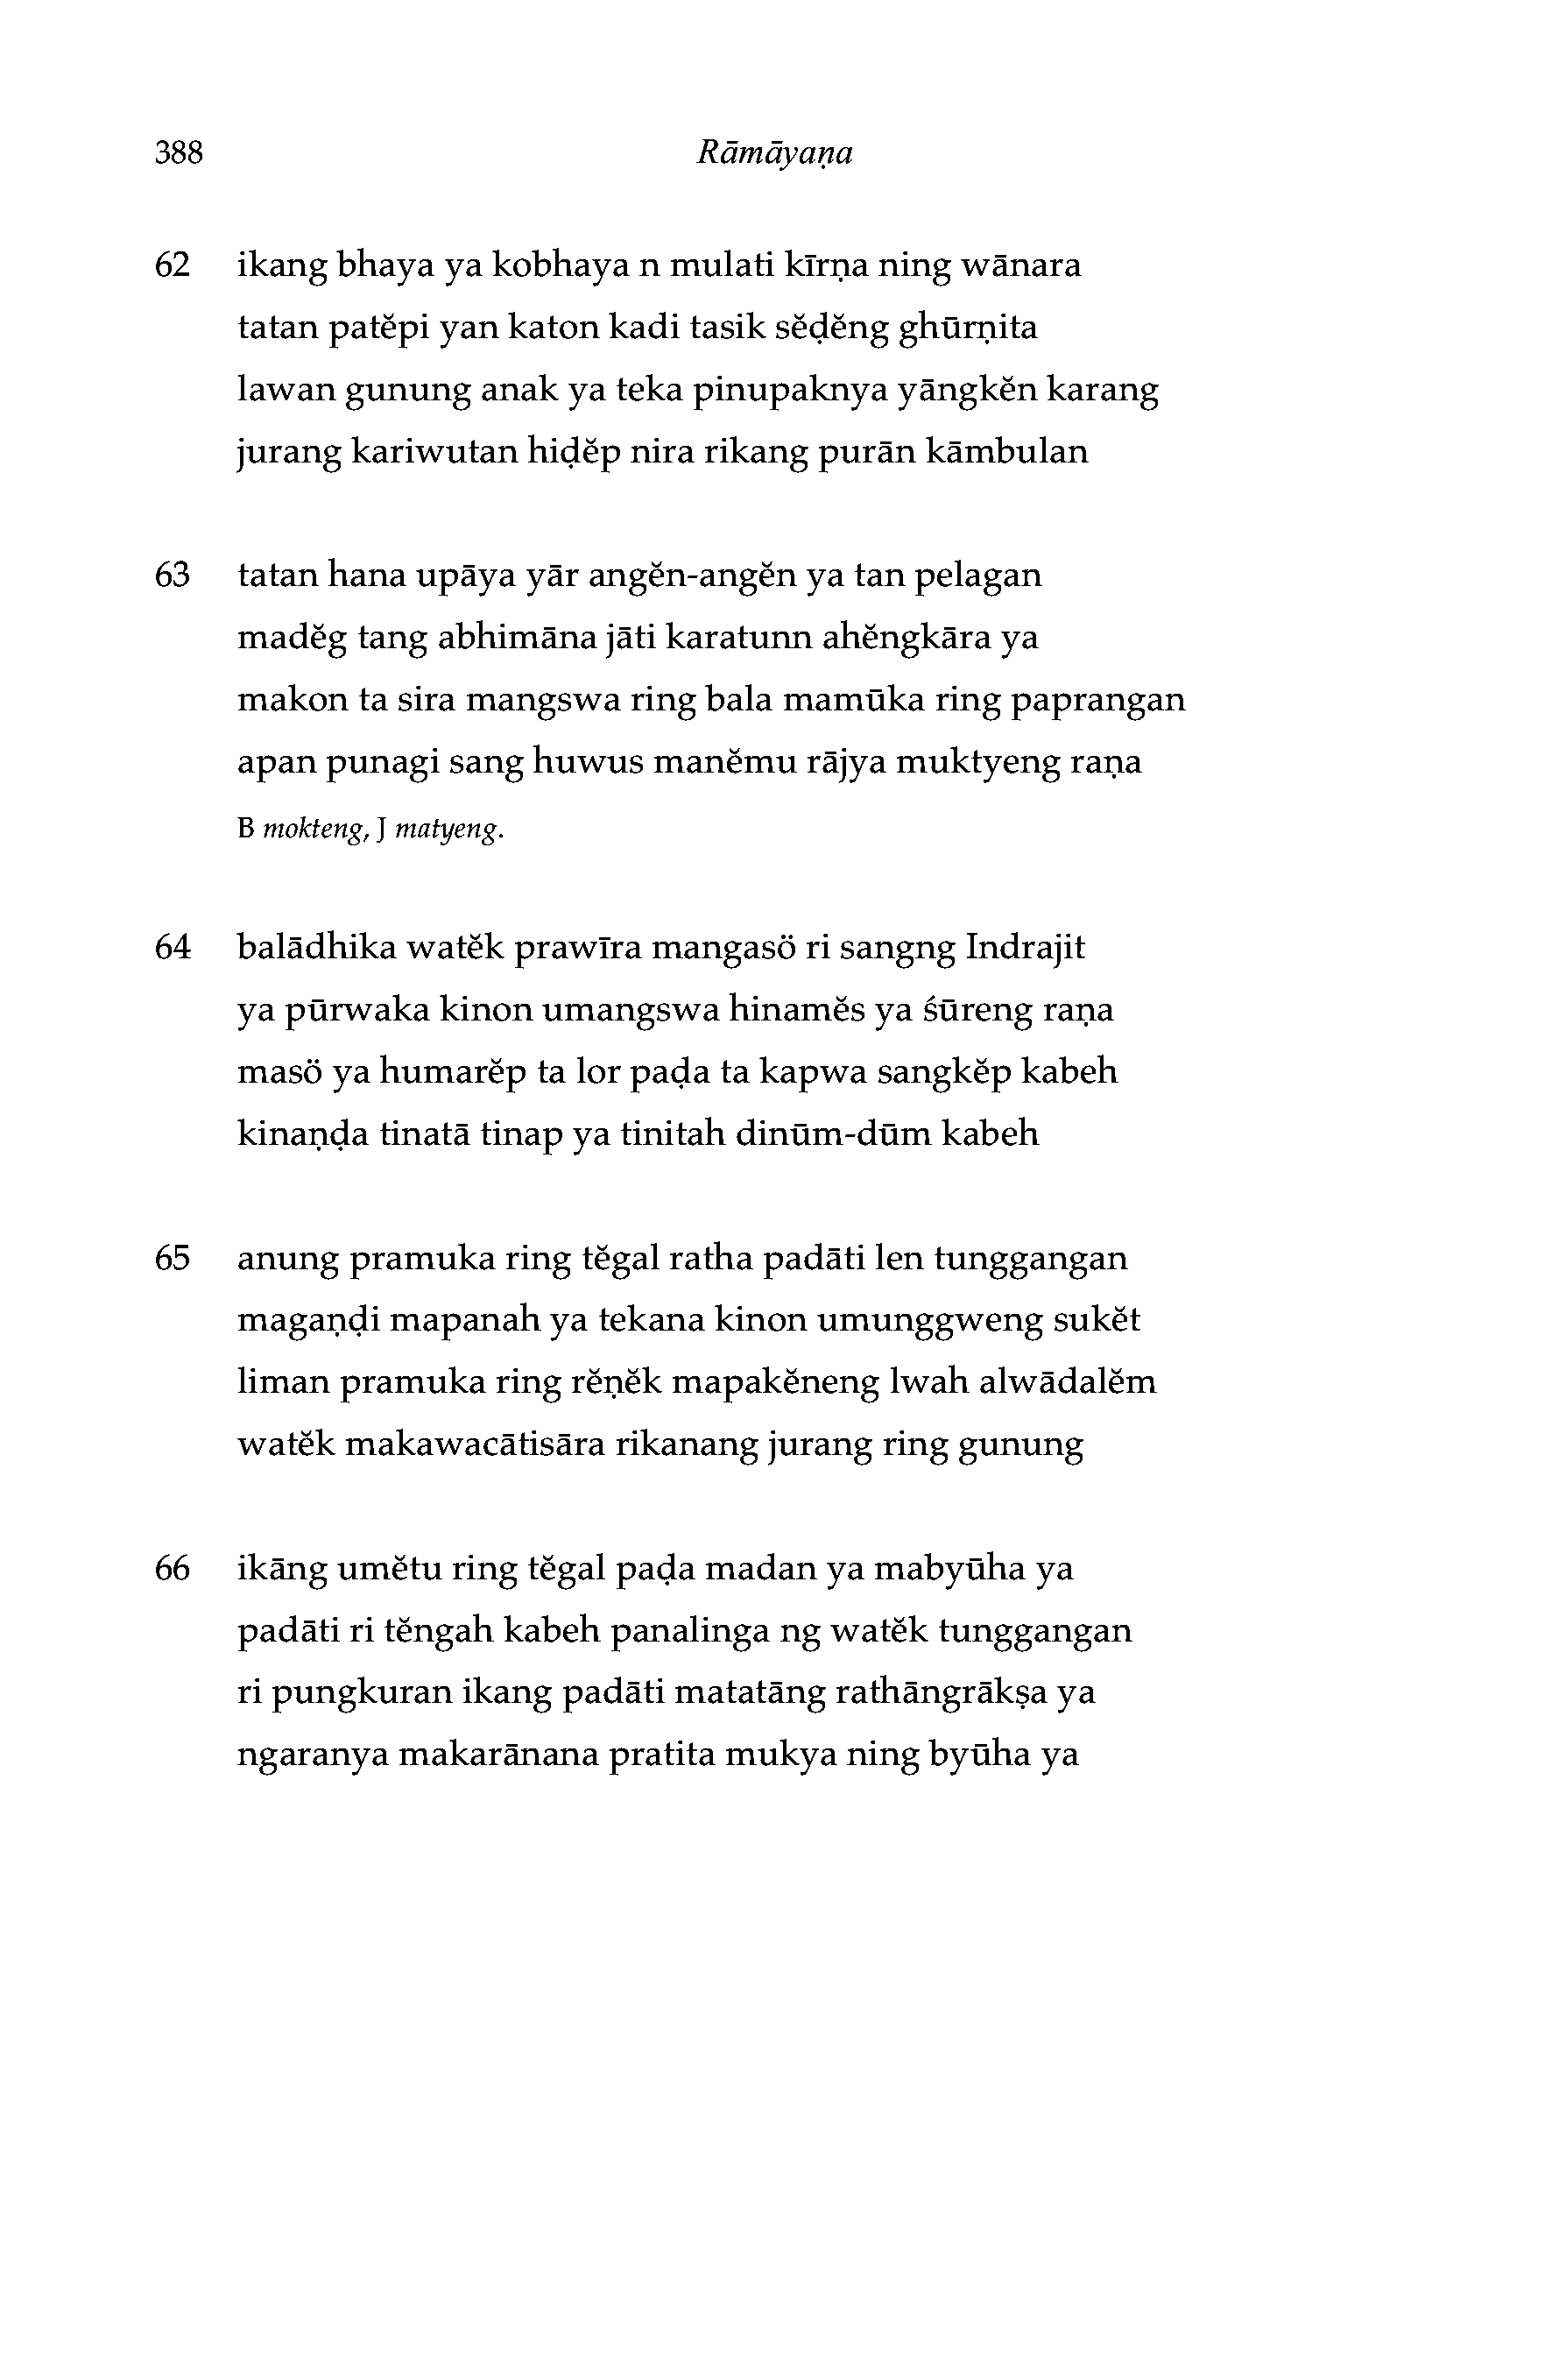 388 Rāmāyaṇa
62 ikang bhaya ya kobhaya n mulati kīrṇa ning wānara
tatan patĕpi yan katon kadi tasik sĕḍĕng ghūrṇita
lawan gunung anak ya teka pinupaknya yāngkĕn karang
jurang kariwutan hiḍĕp nira rikang purān kāmbulan
63 tatan hana upāya yār angĕn-angĕn ya tan pelagan
madĕg tang abhimāna jāti karatunn ahĕngkāra ya
makon ta sira mangswa ring bala mamūka ring paprangan
apan punagi sang huwus manĕmu rājya muktyeng raṇa
B mokteng, J matyeng.
64 balādhika watĕk prawīra mangasö ri sangng Indrajit
ya pūrwaka kinon umangswa hinamĕs ya śūreng raṇa
masö ya humarĕp ta lor paḍa ta kapwa sangkĕp kabeh
kinaṇḍa tinatā tinap ya tinitah dinūm-dūm kabeh
65 anung pramuka ring tĕgal ratha padāti len tunggangan
magaṇḍi mapanah ya tekana kinon umunggweng sukĕt
liman pramuka ring rĕṇĕk mapakĕneng lwah alwādalĕm
watĕk makawacātisāra rikanang jurang ring gunung
66 ikāng umĕtu ring tĕgal paḍa madan ya mabyūha ya
padāti ri tĕngah kabeh panalinga ng watĕk tunggangan
ri pungkuran ikang padāti matatāng rathāngrākṣa ya
ngaranya makarānana pratita mukya ning byūha ya